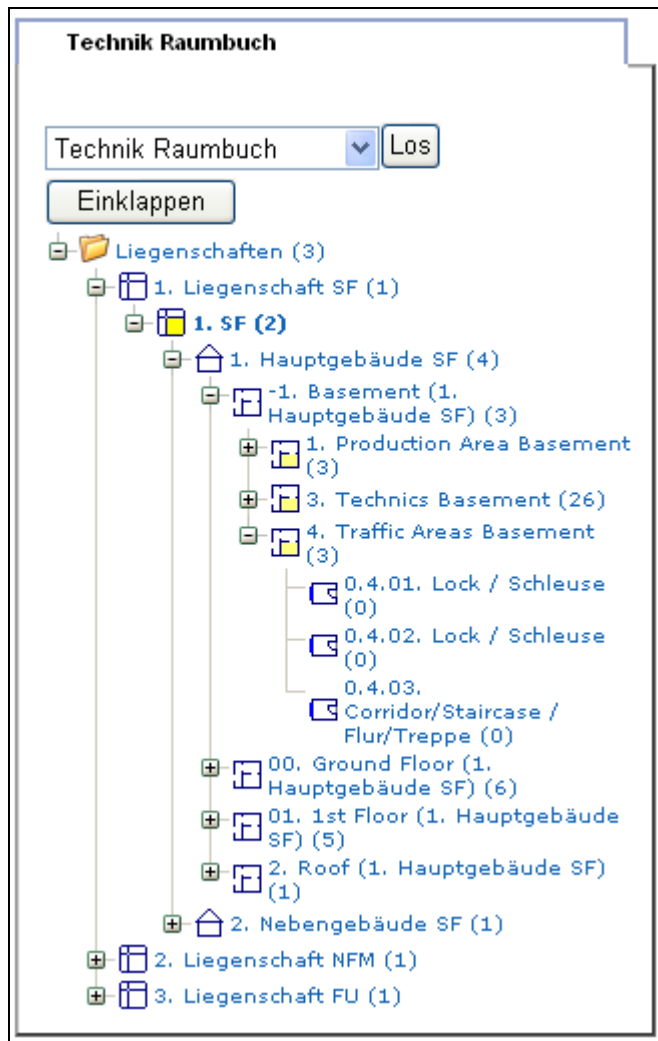 Technik Raumbuch
Technik Raumbuch Los
Einklappen
Liegenschaften (3)
1. Liegenschaft SF (1)
1. SF (2)
1. Hauptgebäude SF (4)
-1. Basement (1.
Hauptgebäude SF) (3)
1. Production Area Basement
(3)
3. Technics Basement (26)
4. Traffic Areas Basement
(3)
0.4.01. Lock / Schleuse
(0)
0.4.02. Lock / Schleuse
(0)
0.4.03.
Corridor/Staircase /
Flur/Treppe (0)
00. Ground Floor (1.
Hauptgebäude SF) (6)
01. 1st Floor (1. Hauptgebäude
SF) (5)
2. Roof (1. Hauptgebäude SF)
(1)
2. Nebengebäude SF (1)
2. Liegenschaft NFM (1)
3. Liegenschaft FU (1)